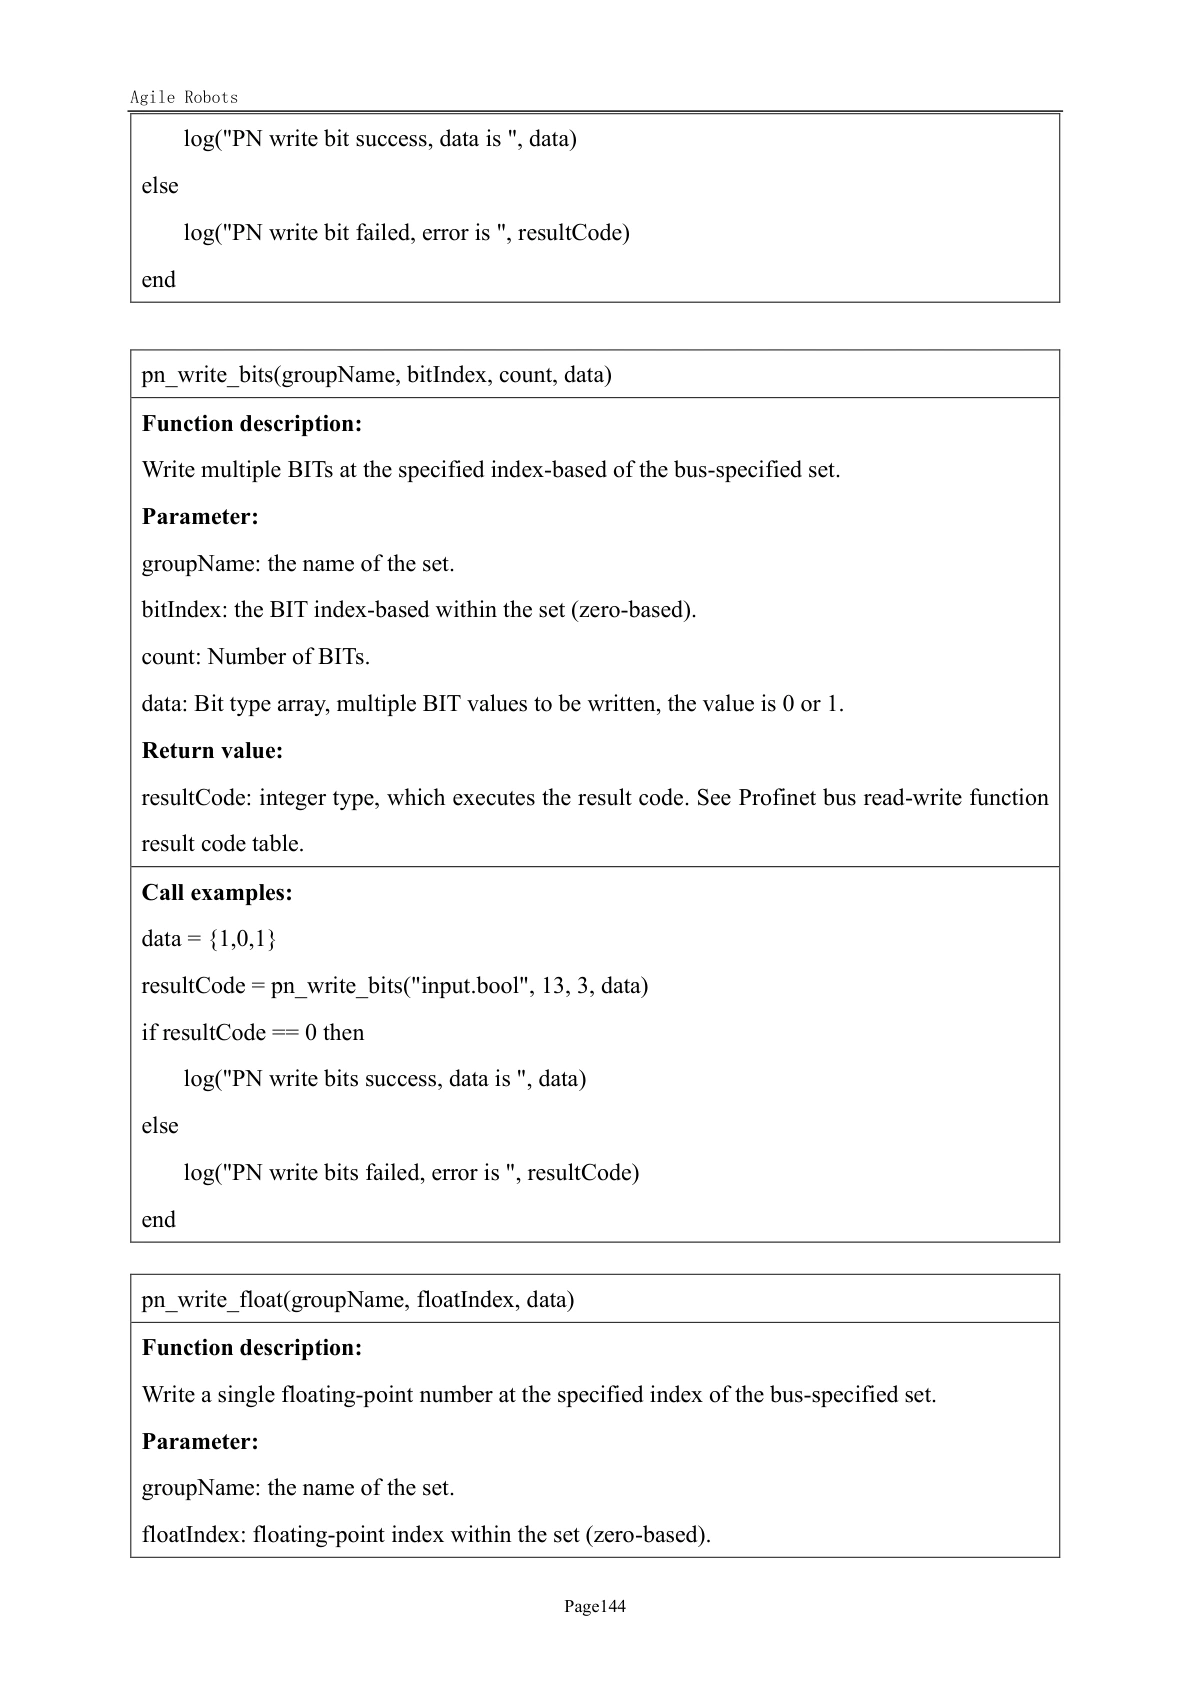 Agile Robots
log("PN write bit success, data is ", data)
else
log("PN write bit failed, error is ", resultCode)
end
pn_write_bits(groupName, bitIndex, count, data)
Function description:
Write multiple BITs at the specified index-based of the bus-specified set.
Parameter:
groupName: the name of the set.
bitIndex: the BIT index-based within the set (zero-based).
count: Number of BITs.
data: Bit type array, multiple BIT values to be written, the value is 0 or 1.
Return value:
resultCode: integer type, which executes the result code. See Profinet bus read-write function
result code table.
Call examples:
data = {1,0,1}
resultCode = pn_write_bits("input.bool", 13, 3, data)
if resultCode == 0 then
log("PN write bits success, data is ", data)
else
log("PN write bits failed, error is ", resultCode)
end
pn_write_float(groupName, floatIndex, data)
Function description:
Write a single floating-point number at the specified index of the bus-specified set.
Parameter:
groupName: the name of the set.
floatIndex: floating-point index within the set (zero-based).
Page144